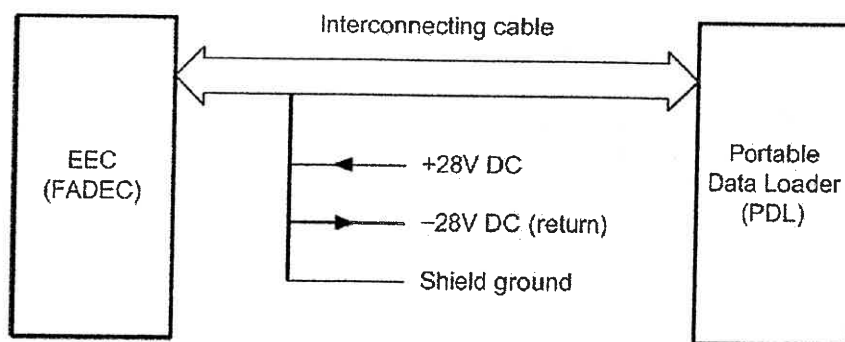 Interconnecting cable
EEC
(FADEC)
+28V DC
−28V DC (return)
Shield ground
Portable
Data Loader
(PDL)